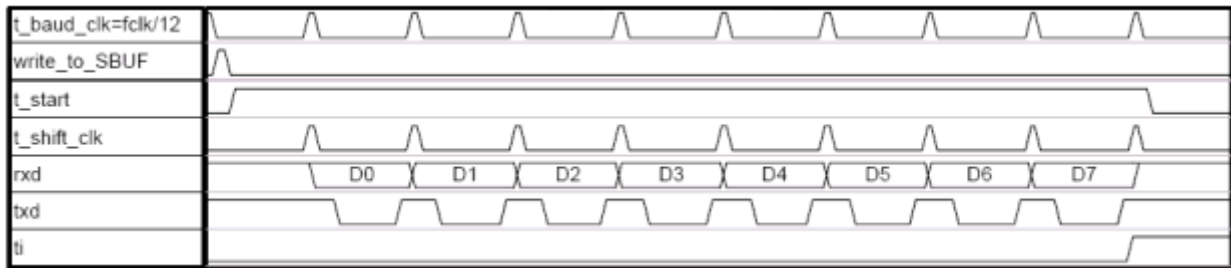 t_baud_clk=fclk/12
write_to_SBUF
t_start
t_shift_clk
rxd D0 D1 D2 D3 D4 D5 D6 D7
txd
ti